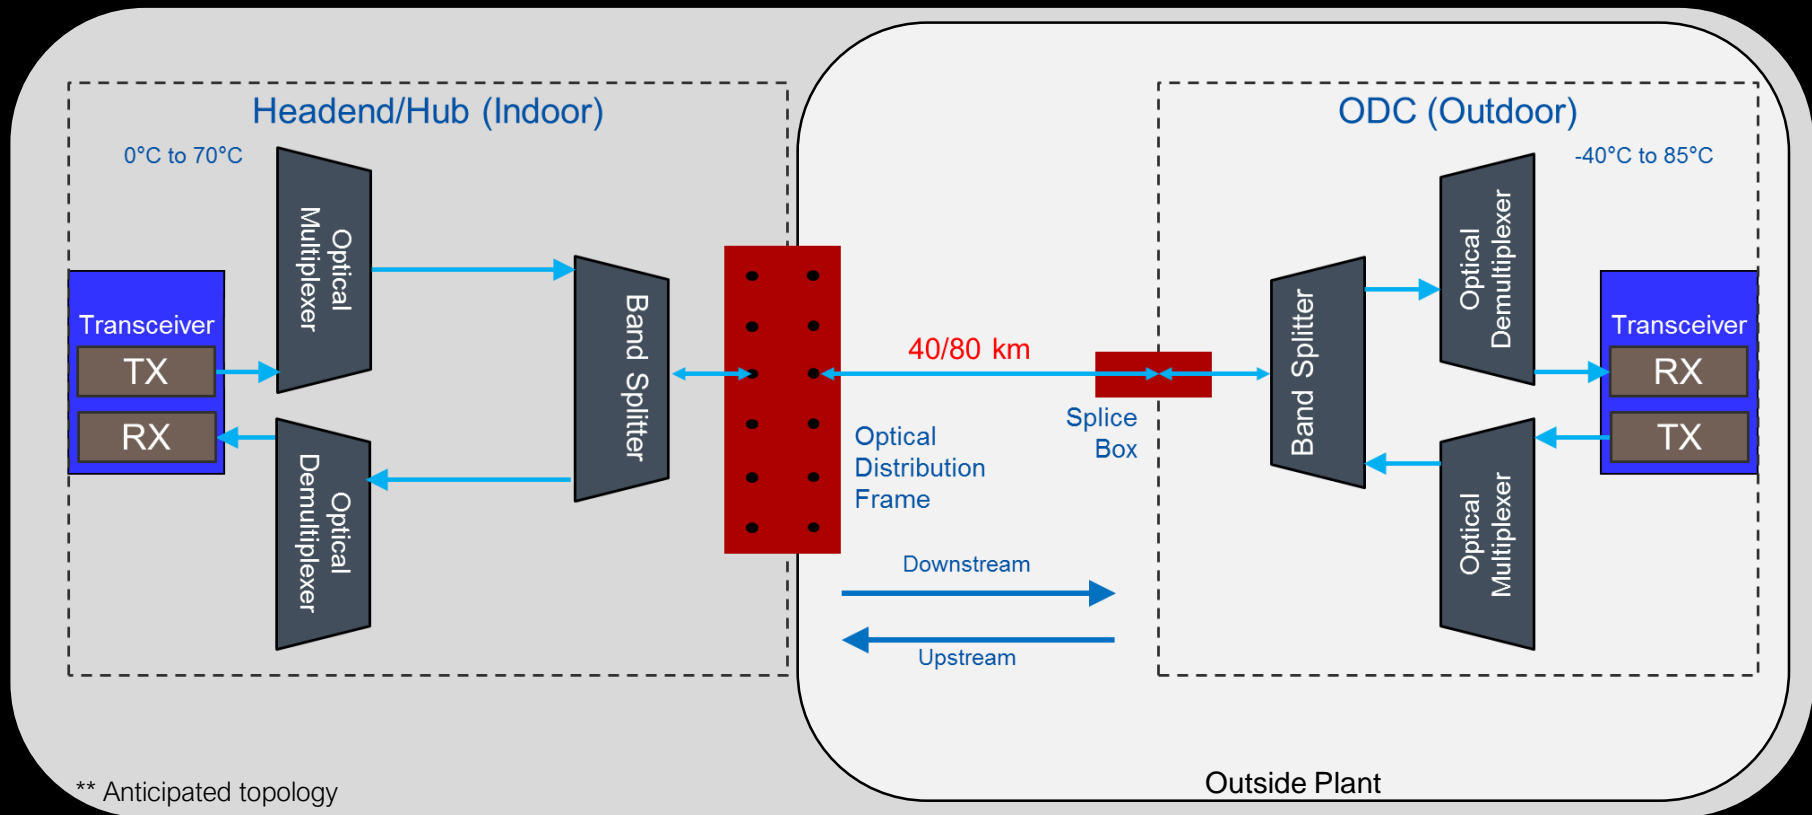 Headend/Hub (Indoor)
0°C to 70°C
Optical
Multiplexer
Transceiver
TX
RX
Optical
Demultiplexer
Band Splitter
Optical
Distribution
Frame
40/80 km
Splice
Box
Downstream
Upstream
ODC (Outdoor)
-40°C to 85°C
Band Splitter
Optical
Demultiplexer
Optical
Multiplexer
Transceiver
RX
TX
Outside Plant
** Anticipated topology